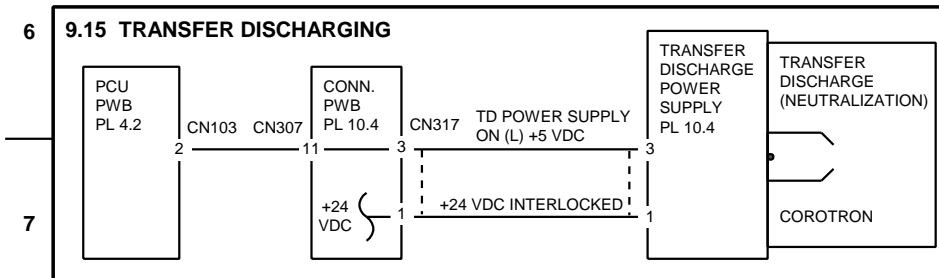 6
9.15 TRANSFER DISCHARGING
PCU
PWB
PL 4.2
CN103
2
CN307
11
CONN.
PWB
PL 10.4
3
CN317
+24
VDC
1
TD POWER SUPPLY
ON (L) +5 VDC
+24 VDC INTERLOCKED
3
1
TRANSFER
DISCHARGE
POWER
SUPPLY
PL 10.4
TRANSFER
DISCHARGE
(NEUTRALIZATION)
COROTRON
7